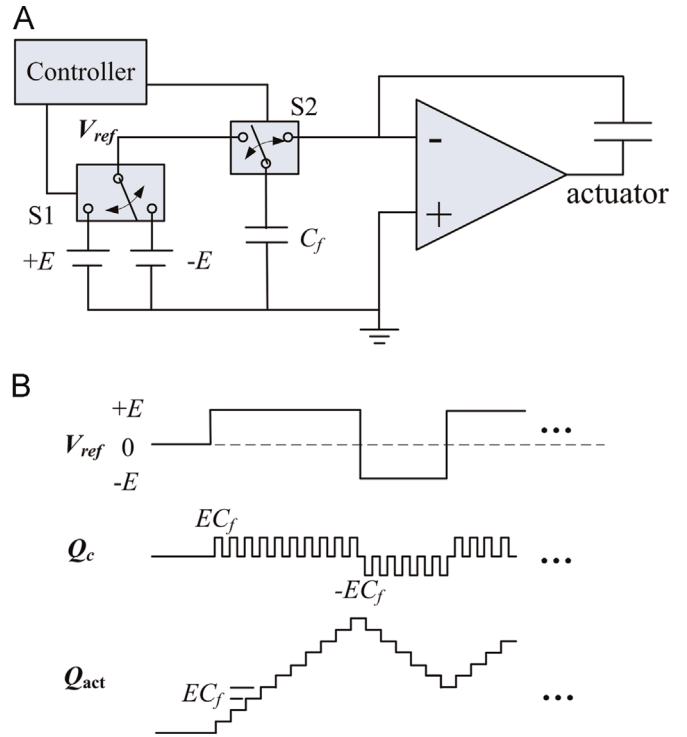 A
Controller
S2
Vref
S1
+E
-E
Cf
-
+
actuator
B
+E
Vref 0
-E
...
ECf
Qc
...
-ECf
Qact
ECf
...